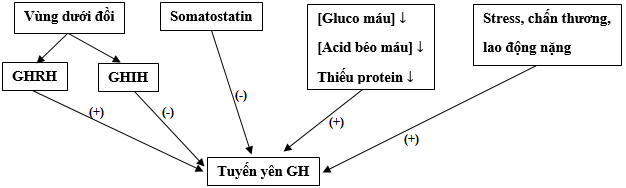 Vùng dưới đồi
Somatostatin
[Gluco máu] ↓
[Acid béo máu] ↓
Thiếu protein ↓
Stress, chấn thương,
lao động nặng
GHRH
GHIH
(+)
(-)
(-)
(+)
(+)
Tuyến yên GH